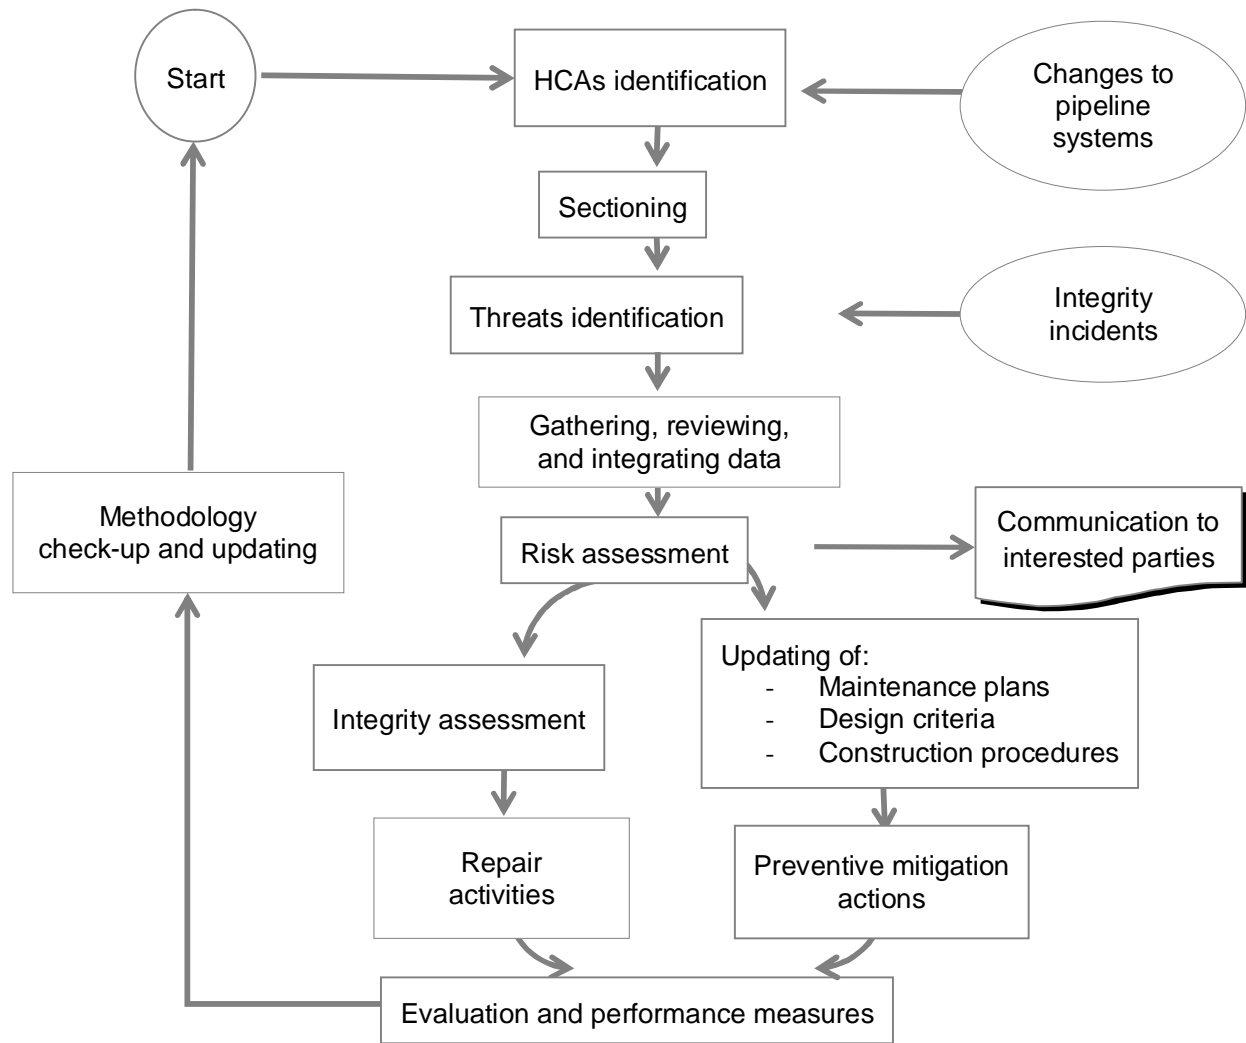 Start
HCAs identification
Changes to
pipeline
systems
Sectioning
Threats identification
Integrity
incidents
Gathering, reviewing,
and integrating data
Methodology
check-up and updating
Risk assessment
Communication to
interested parties
Integrity assessment
Updating of:
- Maintenance plans
- Design criteria
- Construction procedures
Repair
activities
Preventive mitigation
actions
Evaluation and performance measures